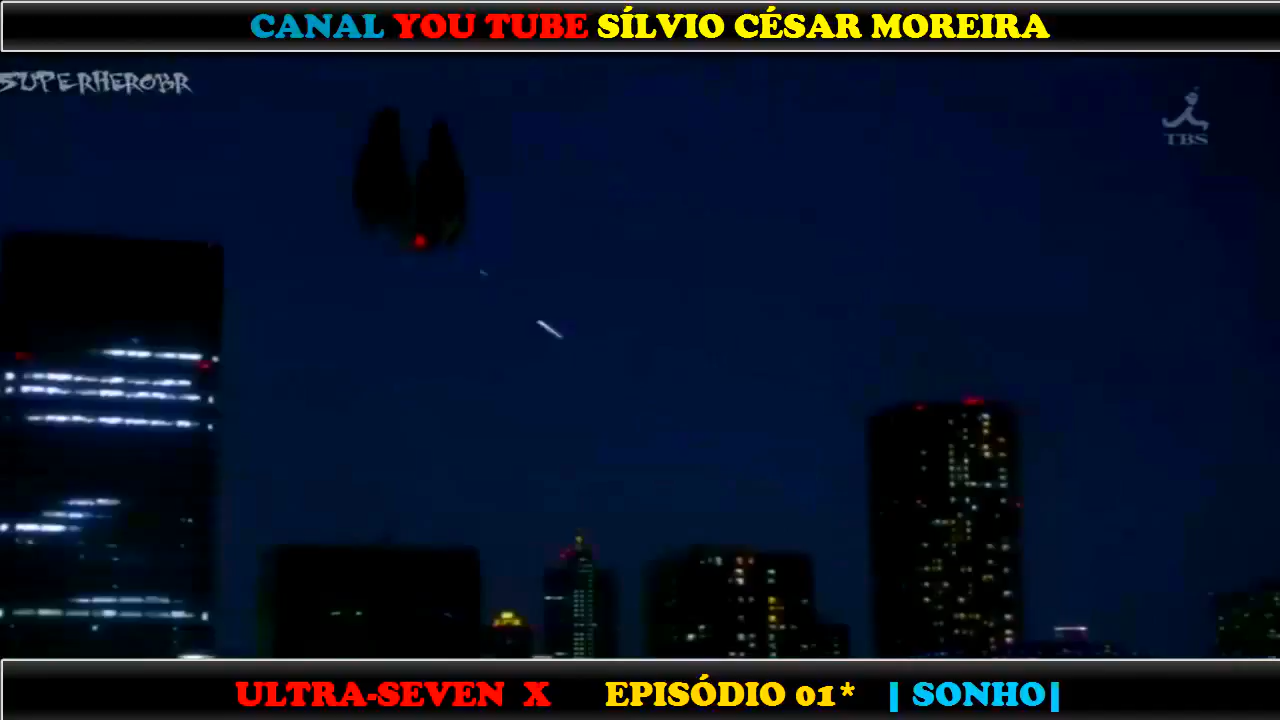 CANAL YOU TUBE SÍLVIO CÉSAR MOREIRA
SUPERHEROBR
TBS
ULTRA-SEVEN X EPISÓDIO 01* | SONHO|